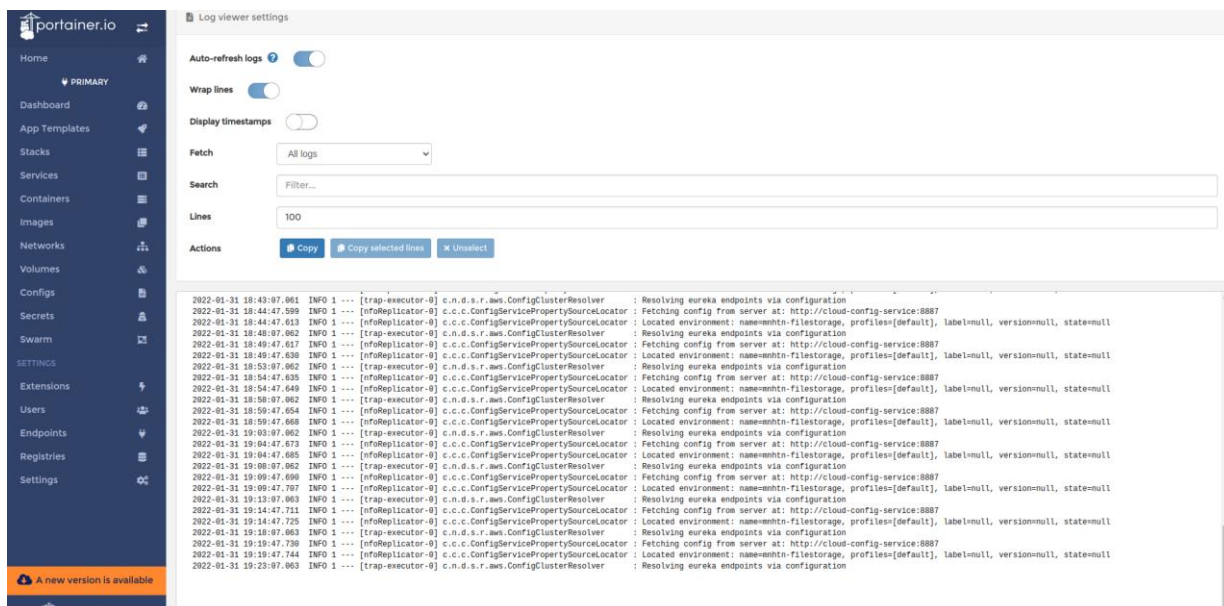 portainer.io
Home
PRIMARY
Dashboard
App Templates
Stacks
Services
Containers
Images
Networks
Volumes
Configs
Secrets
Swarm
SETTINGS
Extensions
Users
Endpoints
Registries
Settings
A new version is available
Log viewer settings
Auto-refresh logs
Wrap lines
Display timestamps
Fetch All logs
Search Filter...
Lines 100
Actions Copy Copy selected lines Unselect
2022-01-31 18:43:07.061 INFO 1 --- [trap-executor-0] c.n.d.s.r.aws.ConfigClusterResolver : Resolving eureka endpoints via configuration
2022-01-31 18:44:47.599 INFO 1 --- [nfoReplicator-0] c.c.c.ConfigServicePropertySourceLocator : Fetching config from server at: http://cloud-config-service:8887
2022-01-31 18:44:47.613 INFO 1 --- [nfoReplicator-0] c.c.c.ConfigServicePropertySourceLocator : Located environment: name=mnhtn-filestorage, profiles=[default], label=null, version=null, state=null
2022-01-31 18:48:07.062 INFO 1 --- [trap-executor-0] c.n.d.s.r.aws.ConfigClusterResolver : Resolving eureka endpoints via configuration
2022-01-31 18:49:47.617 INFO 1 --- [nfoReplicator-0] c.c.c.ConfigServicePropertySourceLocator : Fetching config from server at: http://cloud-config-service:8887
2022-01-31 18:49:47.630 INFO 1 --- [nfoReplicator-0] c.c.c.ConfigServicePropertySourceLocator : Located environment: name=mnhtn-filestorage, profiles=[default], label=null, version=null, state=null
2022-01-31 18:53:07.062 INFO 1 --- [trap-executor-0] c.n.d.s.r.aws.ConfigClusterResolver : Resolving eureka endpoints via configuration
2022-01-31 18:54:47.635 INFO 1 --- [nfoReplicator-0] c.c.c.ConfigServicePropertySourceLocator : Fetching config from server at: http://cloud-config-service:8887
2022-01-31 18:54:47.649 INFO 1 --- [nfoReplicator-0] c.c.c.ConfigServicePropertySourceLocator : Located environment: name=mnhtn-filestorage, profiles=[default], label=null, version=null, state=null
2022-01-31 18:58:07.062 INFO 1 --- [trap-executor-0] c.n.d.s.r.aws.ConfigClusterResolver : Resolving eureka endpoints via configuration
2022-01-31 18:59:47.654 INFO 1 --- [nfoReplicator-0] c.c.c.ConfigServicePropertySourceLocator : Fetching config from server at: http://cloud-config-service:8887
2022-01-31 18:59:47.668 INFO 1 --- [nfoReplicator-0] c.c.c.ConfigServicePropertySourceLocator : Located environment: name=mnhtn-filestorage, profiles=[default], label=null, version=null, state=null
2022-01-31 19:03:07.062 INFO 1 --- [trap-executor-0] c.n.d.s.r.aws.ConfigClusterResolver : Resolving eureka endpoints via configuration
2022-01-31 19:04:47.673 INFO 1 --- [nfoReplicator-0] c.c.c.ConfigServicePropertySourceLocator : Fetching config from server at: http://cloud-config-service:8887
2022-01-31 19:04:47.685 INFO 1 --- [nfoReplicator-0] c.c.c.ConfigServicePropertySourceLocator : Located environment: name=mnhtn-filestorage, profiles=[default], label=null, version=null, state=null
2022-01-31 19:08:07.062 INFO 1 --- [trap-executor-0] c.n.d.s.r.aws.ConfigClusterResolver : Resolving eureka endpoints via configuration
2022-01-31 19:09:47.690 INFO 1 --- [nfoReplicator-0] c.c.c.ConfigServicePropertySourceLocator : Fetching config from server at: http://cloud-config-service:8887
2022-01-31 19:09:47.707 INFO 1 --- [nfoReplicator-0] c.c.c.ConfigServicePropertySourceLocator : Located environment: name=mnhtn-filestorage, profiles=[default], label=null, version=null, state=null
2022-01-31 19:13:07.063 INFO 1 --- [trap-executor-0] c.n.d.s.r.aws.ConfigClusterResolver : Resolving eureka endpoints via configuration
2022-01-31 19:14:47.711 INFO 1 --- [nfoReplicator-0] c.c.c.ConfigServicePropertySourceLocator : Fetching config from server at: http://cloud-config-service:8887
2022-01-31 19:14:47.725 INFO 1 --- [nfoReplicator-0] c.c.c.ConfigServicePropertySourceLocator : Located environment: name=mnhtn-filestorage, profiles=[default], label=null, version=null, state=null
2022-01-31 19:18:07.063 INFO 1 --- [trap-executor-0] c.n.d.s.r.aws.ConfigClusterResolver : Resolving eureka endpoints via configuration
2022-01-31 19:19:47.730 INFO 1 --- [nfoReplicator-0] c.c.c.ConfigServicePropertySourceLocator : Fetching config from server at: http://cloud-config-service:8887
2022-01-31 19:19:47.744 INFO 1 --- [nfoReplicator-0] c.c.c.ConfigServicePropertySourceLocator : Located environment: name=mnhtn-filestorage, profiles=[default], label=null, version=null, state=null
2022-01-31 19:23:07.063 INFO 1 --- [trap-executor-0] c.n.d.s.r.aws.ConfigClusterResolver : Resolving eureka endpoints via configuration